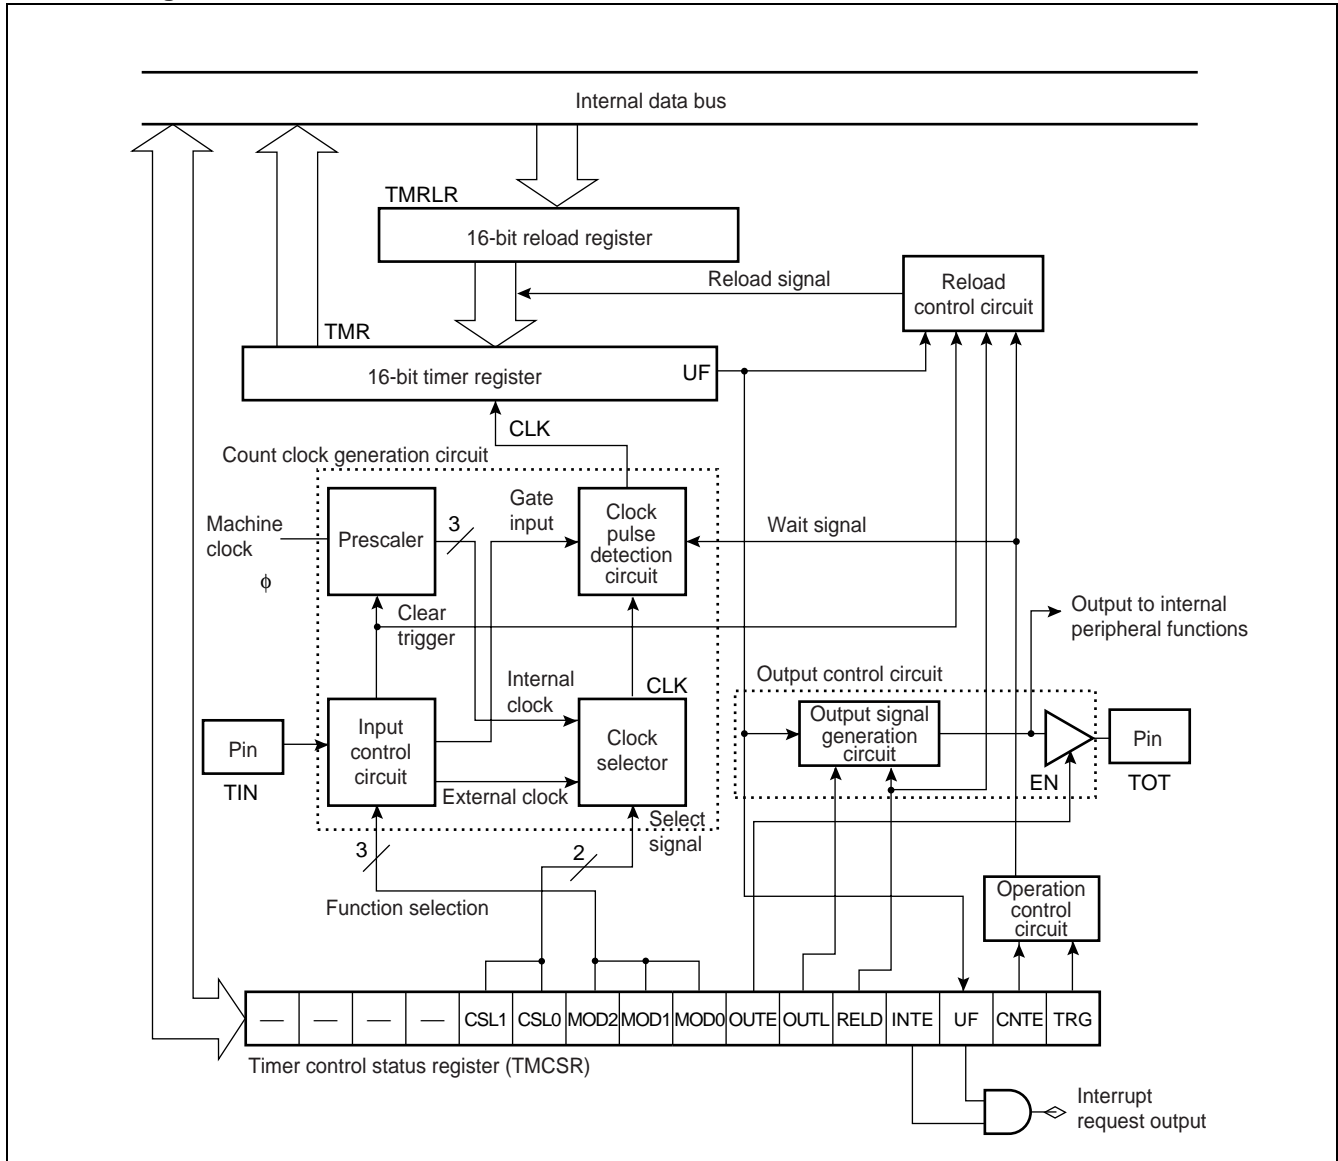 Internal data bus
TMRLR
16-bit reload register
Reload signal
Reload
control circuit
TMR
16-bit timer register
UF
CLK
Count clock generation circuit
Machine
clock
ϕ
Prescaler
3
Gate
input
Clock
pulse
detection
circuit
Wait signal
Clear
trigger
Output to internal
peripheral functions
Internal
clock
CLK
Output control circuit
Pin
TIN
Input
control
circuit
External clock
Clock
selector
Output signal
generation
circuit
EN
Pin
TOT
Select
signal
3
2
Function selection
Operation
control
circuit
— — — — CSL1 CSL0 MOD2 MOD1 MOD0 OUTE OUTL RELD INTE UF CNTE TRG
Timer control status register (TMCSR)
Interrupt
request output